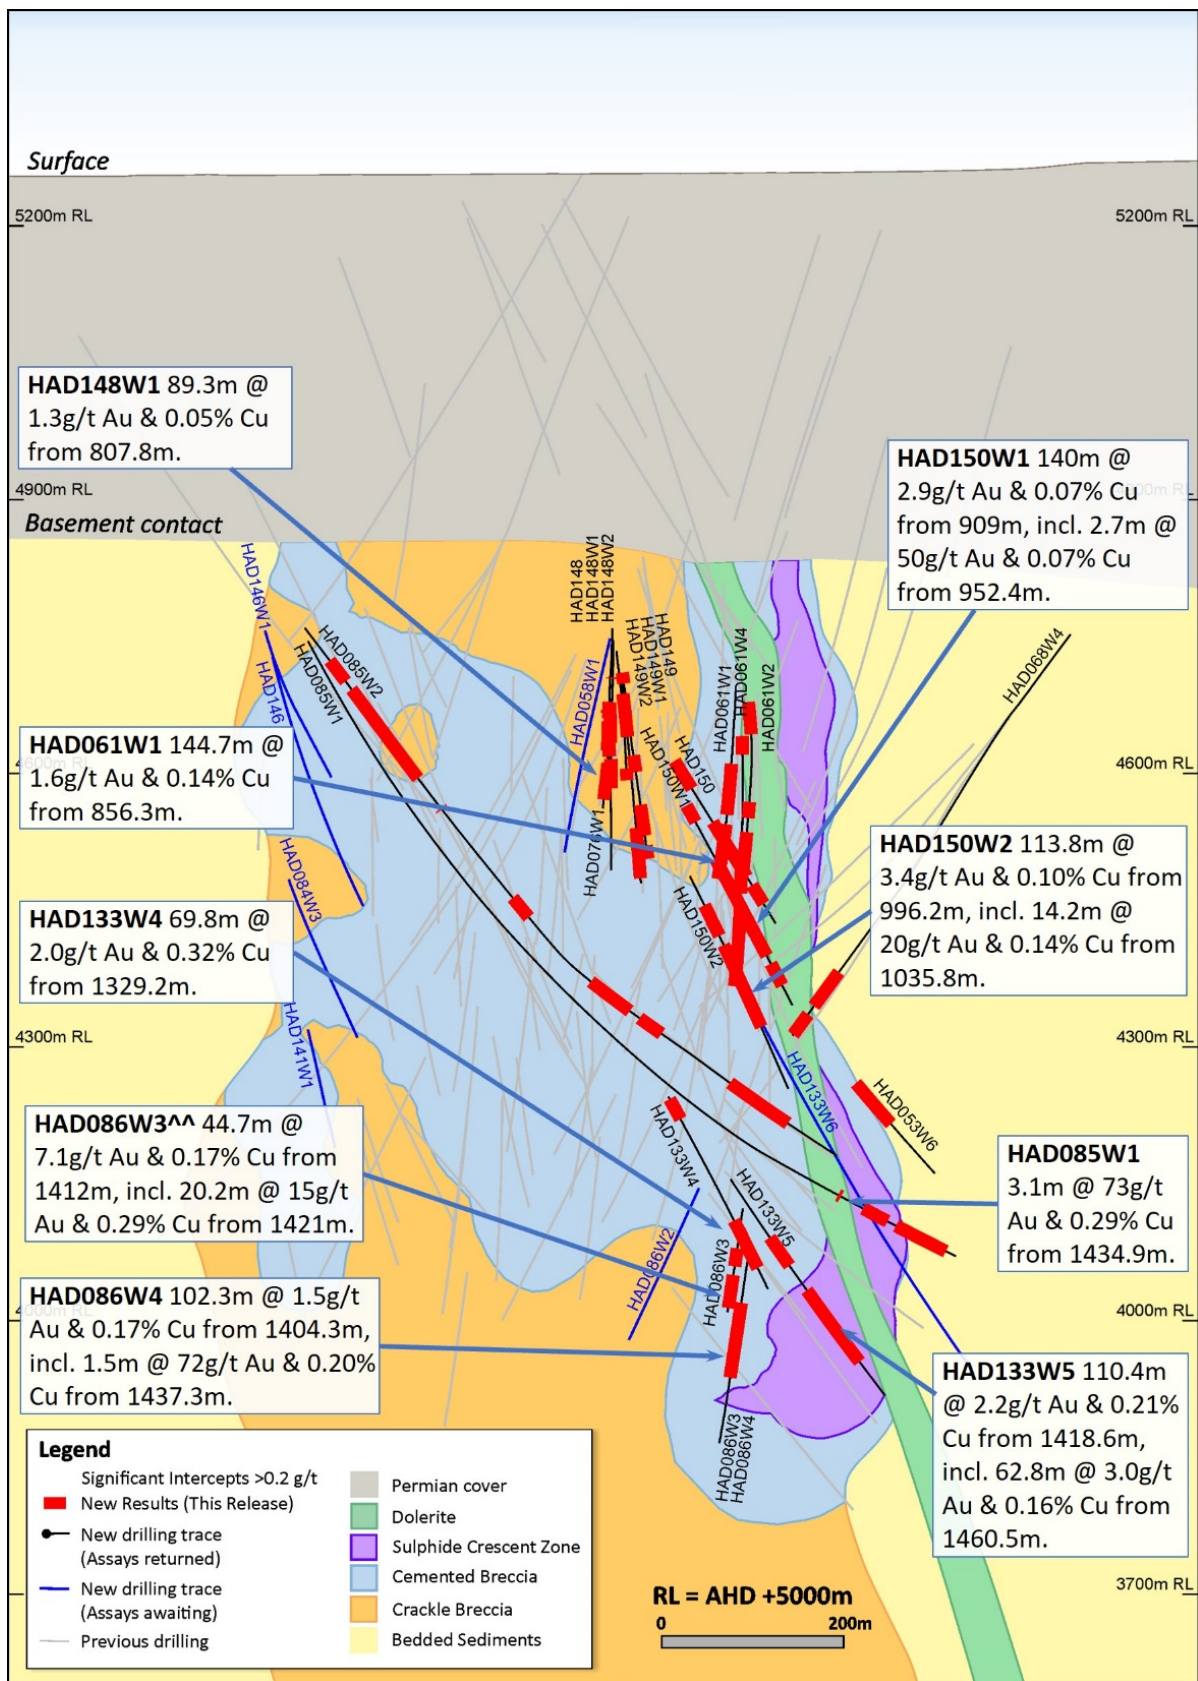 Surface
5200m RL
5200m RL
HAD148W1 89.3m @
1.3g/t Au & 0.05% Cu
from 807.8m.
HAD150W1 140m @
2.9g/t Au & 0.07% Cu
from 909m, incl. 2.7m @
50g/t Au & 0.07% Cu
from 952.4m.
4900m RL
Basement contact
HAD146W1
HAD146
HAD085W2
HAD085W1
HAD148
HAD148W1
HAD148W2
HAD058W1
HAD076W1
HAD149
HAD149W1
HAD149W2
HAD150
HAD150W1
HAD061W1
HAD061W4
HAD061W2
HAD068W4
HAD061W1 144.7m @
1.6g/t Au & 0.14% Cu
from 856.3m.
4600m RL
HAD084W3
HAD150W2
HAD150W2 113.8m @
3.4g/t Au & 0.10% Cu from
996.2m, incl. 14.2m @
20g/t Au & 0.14% Cu from
1035.8m.
HAD133W4 69.8m @
2.0g/t Au & 0.32% Cu
from 1329.2m.
4300m RL
4300m RL
HAD141W1
HAD133W6
HAD053W6
HAD133W4
HAD086W3^^ 44.7m @
7.1g/t Au & 0.17% Cu from
1412m, incl. 20.2m @ 15g/t
Au & 0.29% Cu from 1421m.
HAD085W1
3.1m @ 73g/t
Au & 0.29% Cu
from 1434.9m.
HAD133W5
HAD086W2
HAD086W3
HAD086W4 102.3m @ 1.5g/t
Au & 0.17% Cu from 1404.3m,
incl. 1.5m @ 72g/t Au & 0.20%
Cu from 1437.3m.
4000m RL
HAD133W5 110.4m
@ 2.2g/t Au & 0.21%
Cu from 1418.6m,
incl. 62.8m @ 3.0g/t
Au & 0.16% Cu from
1460.5m.
HAD086W3
HAD086W4
Legend
Significant Intercepts >0.2 g/t
New Results (This Release)
New drilling trace
(Assays returned)
New drilling trace
(Assays awaiting)
Previous drilling
Permian cover
Dolerite
Sulphide Crescent Zone
Cemented Breccia
Crackle Breccia
Bedded Sediments
RL = AHD +5000m
0 200m
3700m RL